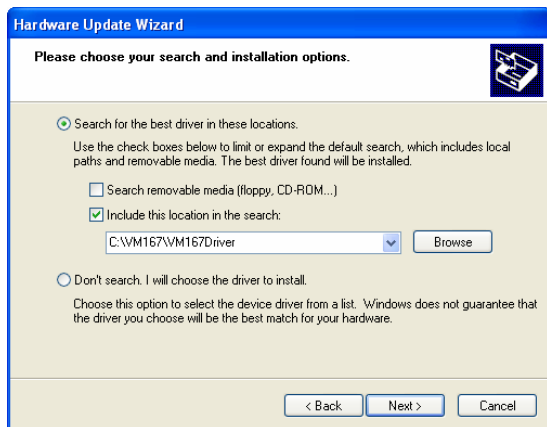 Hardware Update Wizard
Please choose your search and installation options.
Search for the best driver in these locations.
Use the check boxes below to limit or expand the default search, which includes local
paths and removable media. The best driver found will be installed.
Search removable media (floppy, CD-ROM...)
Include this location in the search:
C:\VM167\VM167Driver
Browse
Don't search. I will choose the driver to install.
Choose this option to select the device driver from a list. Windows does not guarantee that
the driver you choose will be the best match for your hardware.
< Back
Next >
Cancel